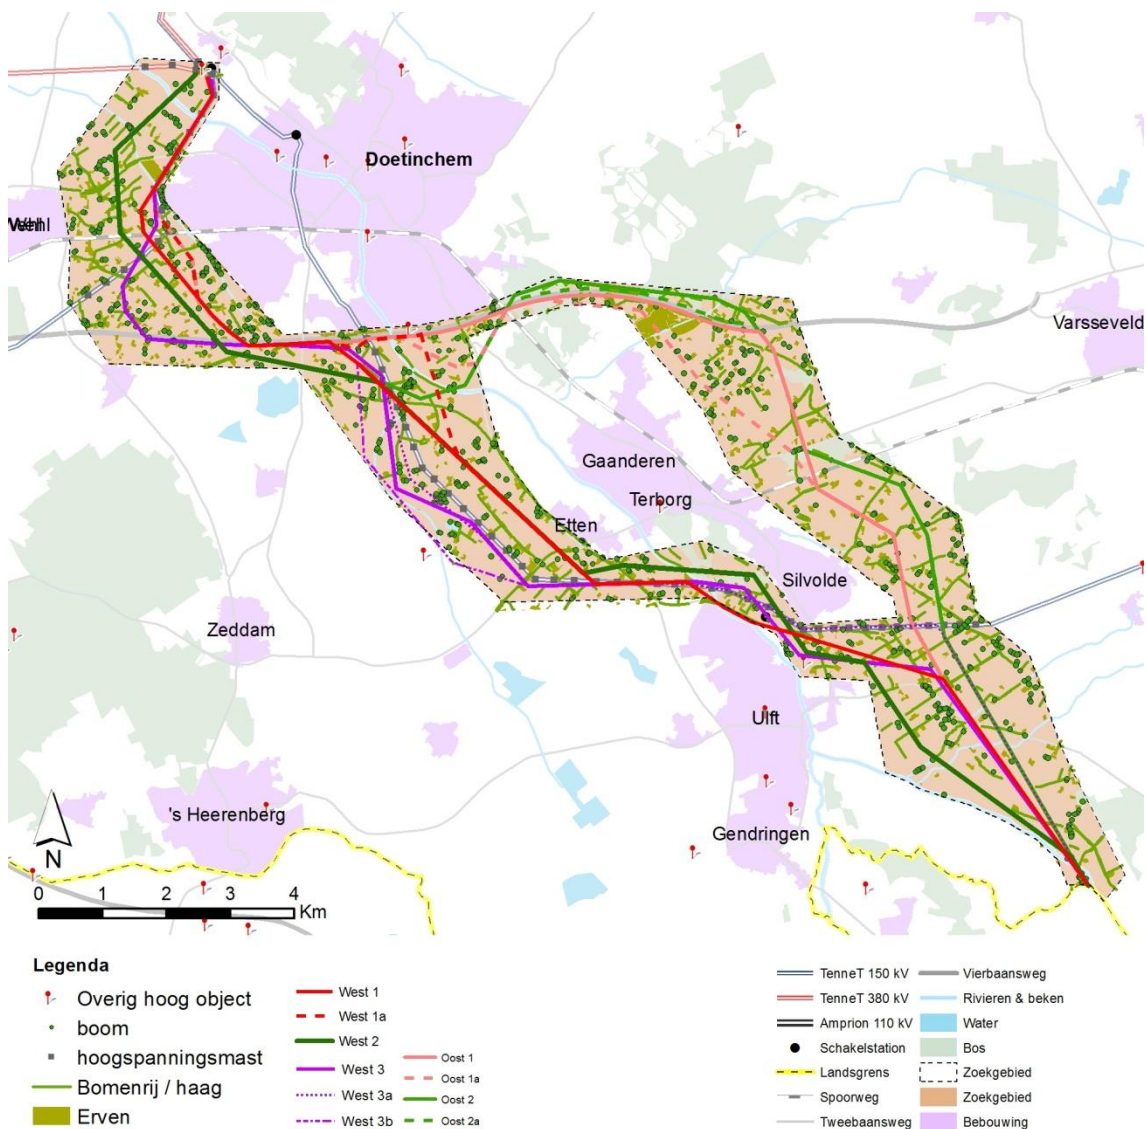 Doetinchem
Wehl
Varsseveld
Gaanderen
Terborg
Etten
Silvolde
Zeddam
Ulft
's Heerenberg
Gendringen
N
0 1 2 3 4
Km
Legenda
Overig hoog object
boom
hoogspanningsmast
Bomenrij / haag
Erven
West 1
West 1a
West 2
West 3
West 3a
West 3b
Oost 1
Oost 1a
Oost 2
Oost 2a
TenneT 150 kV
TenneT 380 kV
Amprion 110 kV
Schakelstation
Landsgrens
Spoorweg
Tweebaansweg
Vierbaansweg
Rivieren & beken
Water
Bos
Zoekgebied
Zoekgebied
Bebouwing